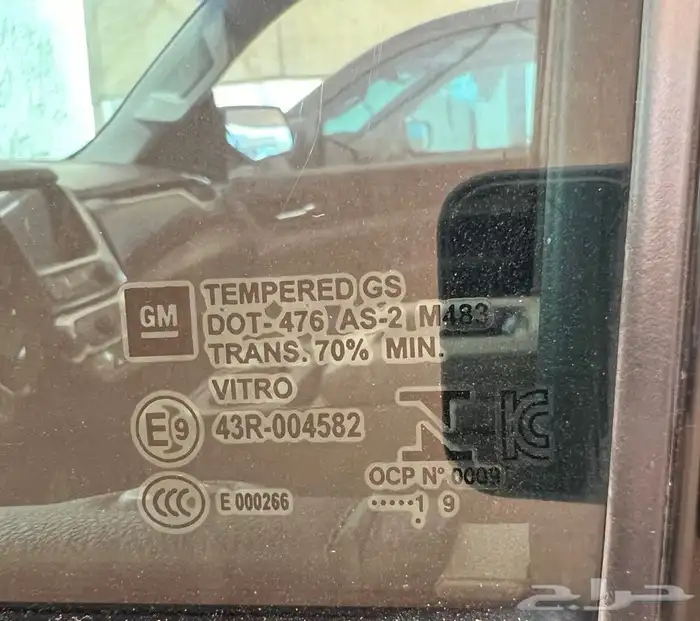 GM
TEMPERED GS
DOT-476 AS-2 M483
TRANS. 70% MIN.
VITRO
E9 43R-004582
CCC E 000266
N KC
OCP N° 0009
······1 9
حراج